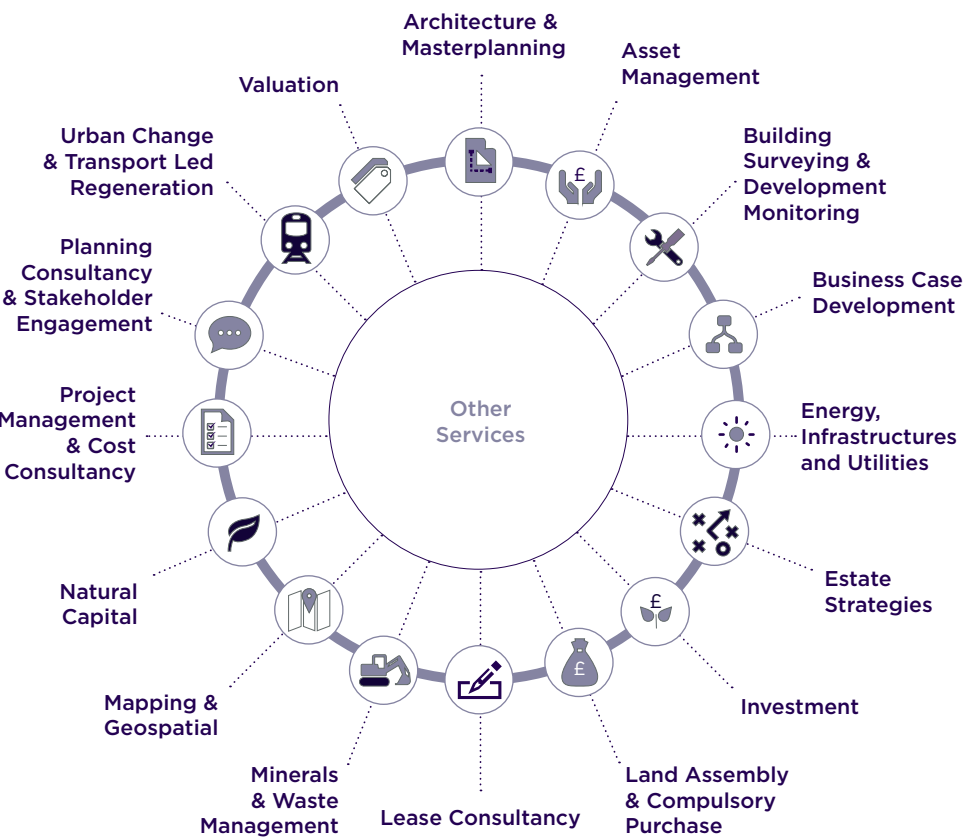 Architecture &
Masterplanning
Asset
Management
Building
Surveying &
Development
Monitoring
Business Case
Development
Energy,
Infrastructures
and Utilities
Estate
Strategies
Investment
Land Assembly
& Compulsory
Purchase
Lease Consultancy
Minerals
& Waste
Management
Mapping &
Geospatial
Natural
Capital
Project
Management
& Cost
Consultancy
Planning
Consultancy
& Stakeholder
Engagement
Urban Change
& Transport Led
Regeneration
Valuation
Other
Services
£
£
£